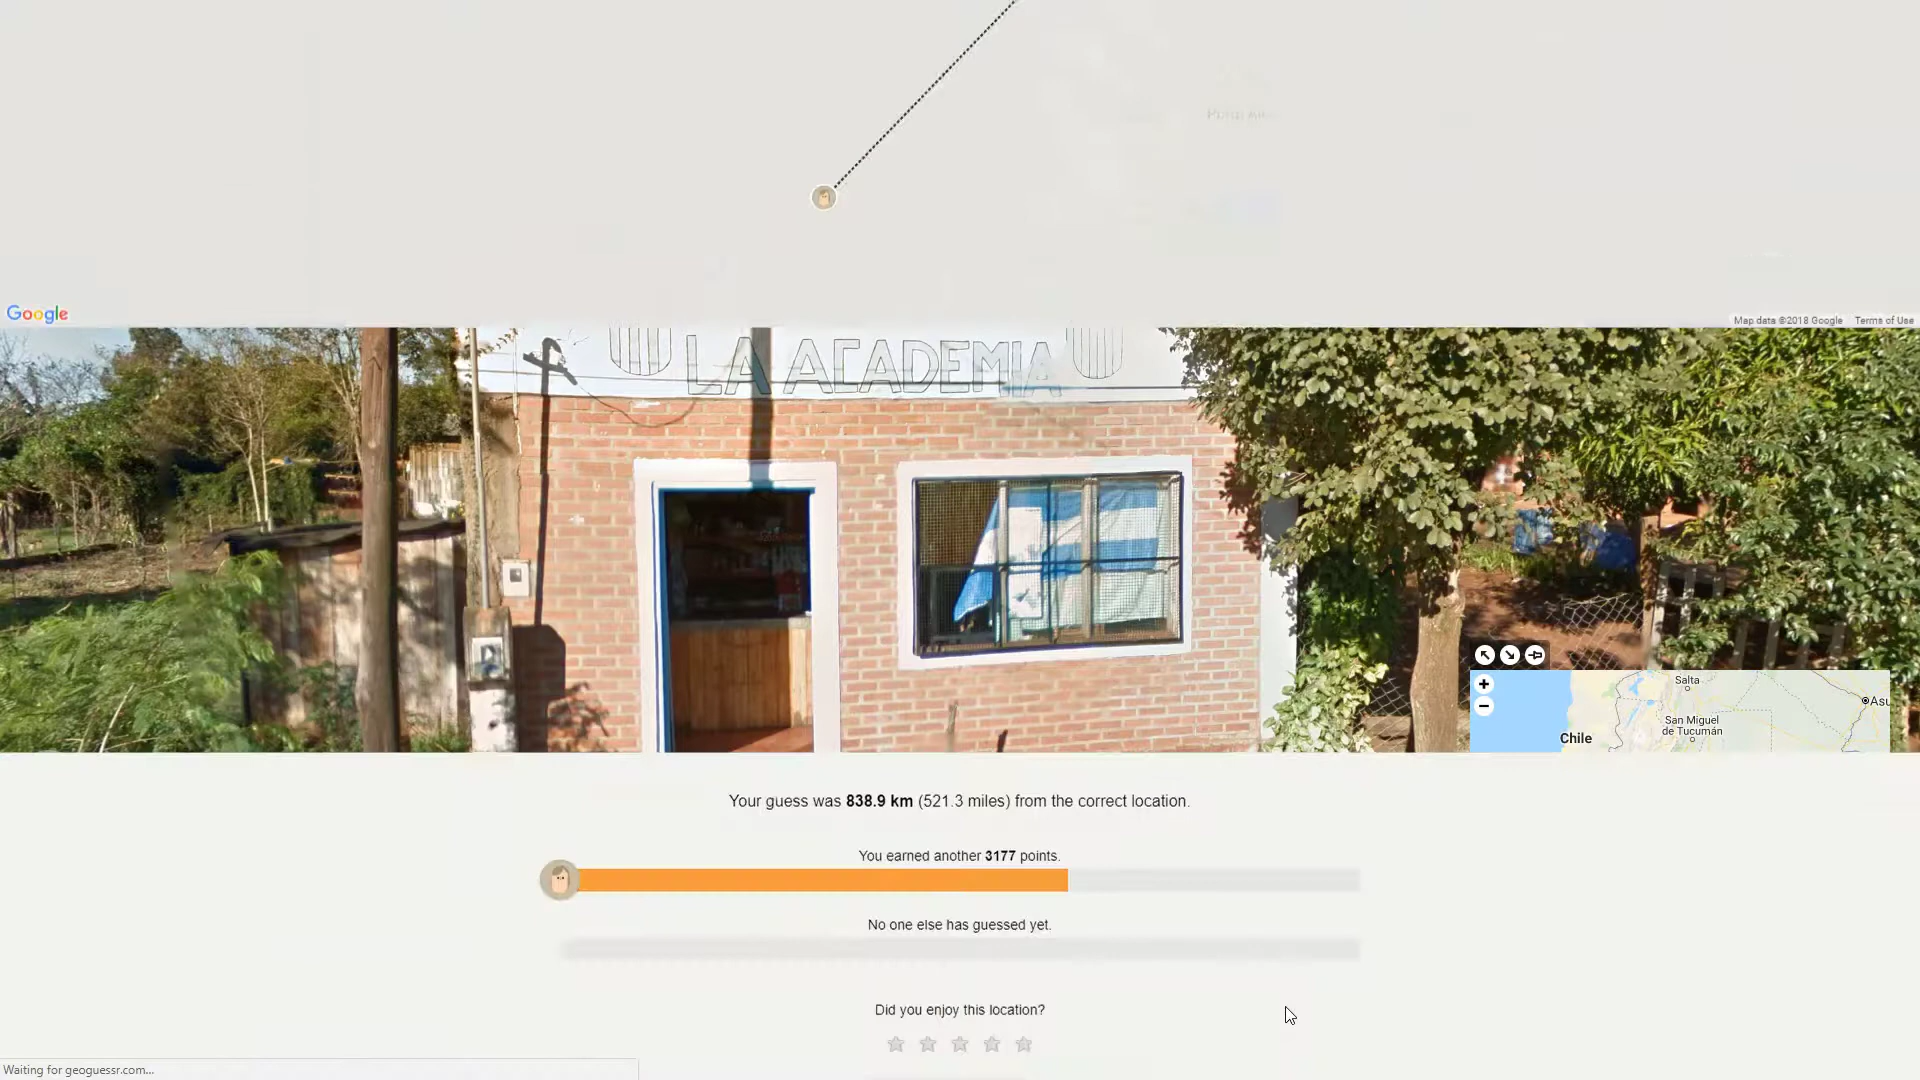 Google
Map data ©2018 Google Terms of Use
LA ACADEMIA
Salta
Asu
San Miguel
de Tucumán
Chile
Your guess was 838.9 km (521.3 miles) from the correct location.
You earned another 3177 points.
No one else has guessed yet.
Did you enjoy this location?
Waiting for geoguessr.com...